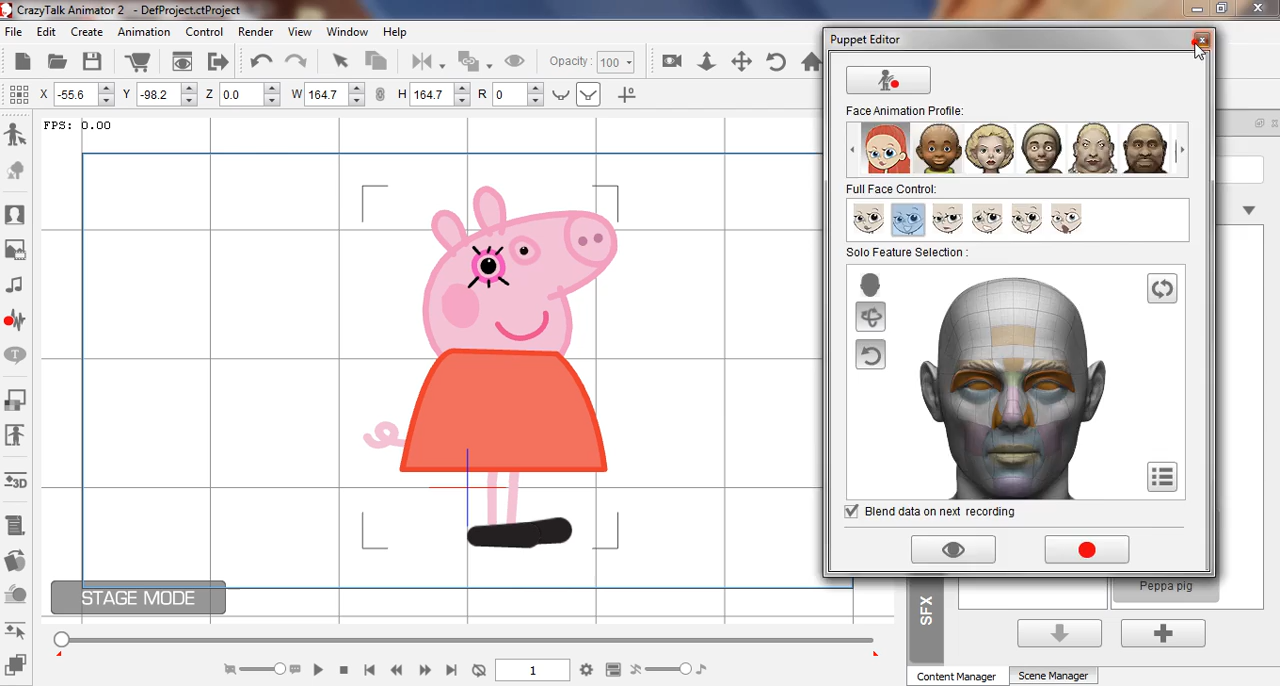 CrazyTalk Animator 2 - DefProject.ctProject
File Edit Create Animation Control Render View Window Help
Opacity: 100
X -55.6 Y -98.2 Z 0.0 W 164.7 H 164.7 R 0
FPS: 0.00
Puppet Editor
Face Animation Profile:
Full Face Control:
Solo Feature Selection :
Blend data on next recording
3D
T
STAGE MODE
Peppa pig
SFX
1
Content Manager Scene Manager